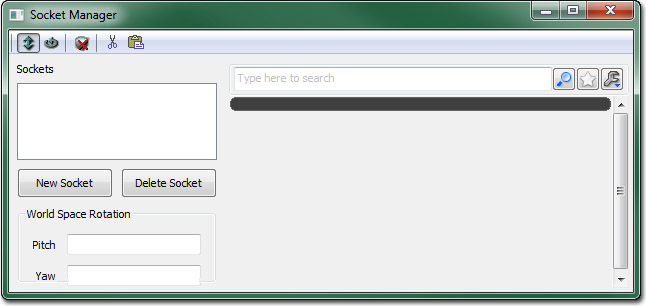 Socket Manager
Sockets
Type here to search
New Socket
Delete Socket
World Space Rotation
Pitch
Yaw